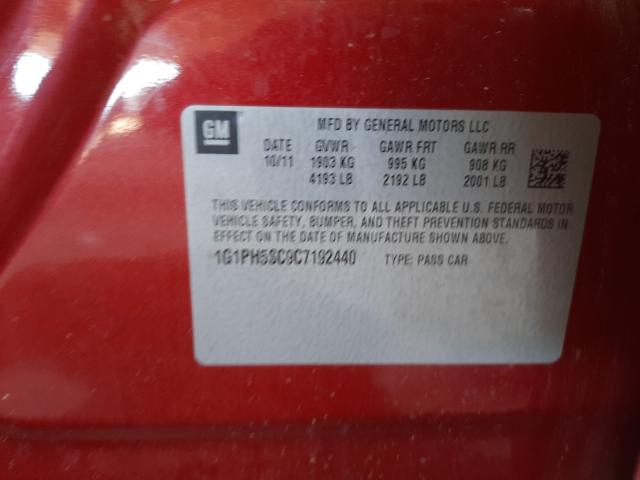 GM
MFD BY GENERAL MOTORS LLC
DATE GVWR GAWR FRT GAWR RR
10/11 1903 KG 995 KG 908 KG
4193 LB 2192 LB 2001 LB
THIS VEHICLE CONFORMS TO ALL APPLICABLE U.S. FEDERAL MOTOR
VEHICLE SAFETY, BUMPER, AND THEFT PREVENTION STANDARDS IN
EFFECT ON THE DATE OF MANUFACTURE SHOWN ABOVE.
1G1PH5SC9C7192440 TYPE: PASS CAR